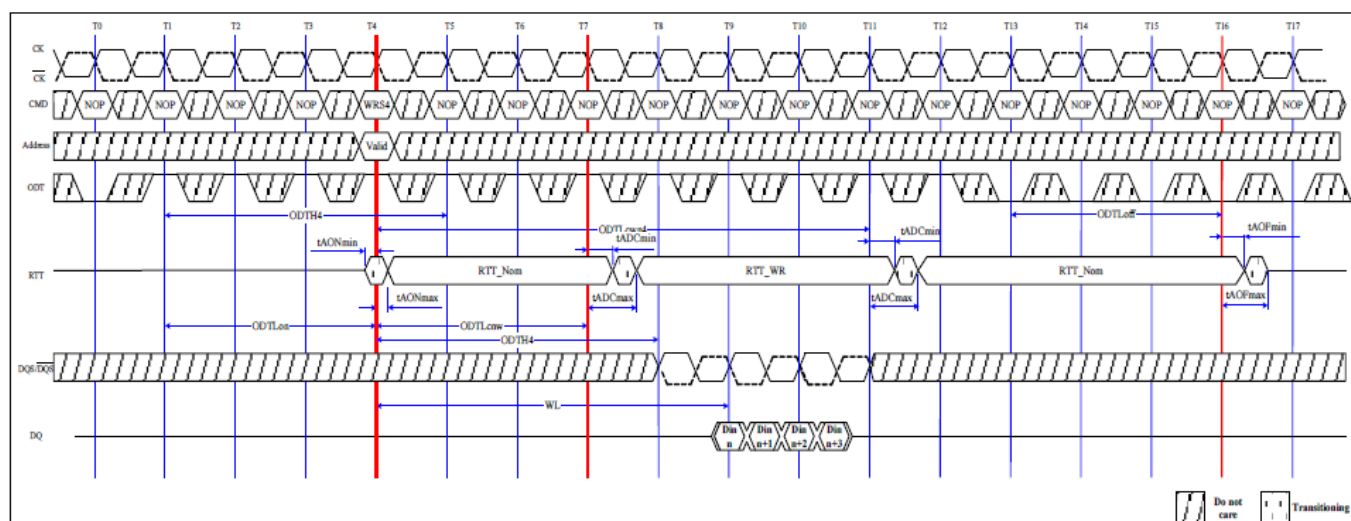 T0 T1 T2 T3 T4 T5 T6 T7 T8 T9 T10 T11 T12 T13 T14 T15 T16 T17
CK
CK
CMD NOP NOP NOP NOP WRS4 NOP NOP NOP NOP NOP NOP NOP NOP NOP NOP NOP NOP NOP
Address Valid
ODT
ODTH4 ODTLoff
ODTLcwn4
tAONmin tADCmin tADCmin tAOFmin
RTT RTT_Nom RTT_WR RTT_Nom
tAONmax tADCmax tADCmax tAOFmax
ODTLon ODTLcnw
ODTH4
DQS/DQS
WL
DQ Din n Din n+1 Din n+2 Din n+3
Do not care Transitioning